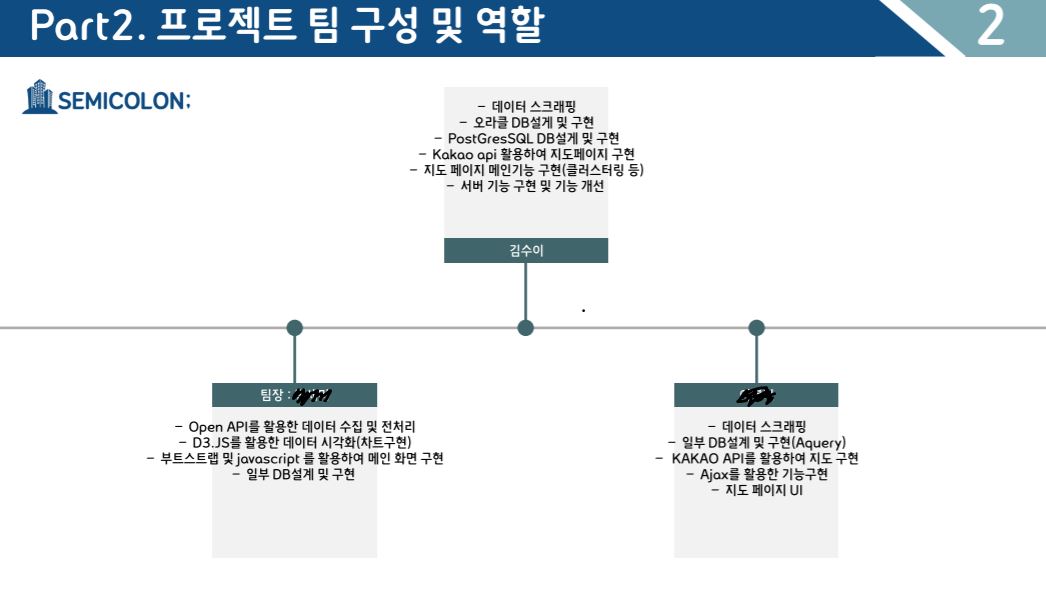 Part2. 프로젝트 팀 구성 및 역할
2
SEMICOLON;
- 데이터 스크래핑
- 오라클 DB설게 및 구현
- PostGresSQL DB설게 및 구현
- Kakao api 활용하여 지도페이지 구현
- 지도 페이지 메인기능 구현(클러스터링 등)
- 서버 기능 구현 및 기능 개선
김수이
팀장 :
- Open API를 활용한 데이터 수집 및 전처리
- D3.JS를 활용한 데이터 시각화(차트구현)
- 부트스트랩 및 javascript 를 활용하여 메인 화면 구현
- 일부 DB설계 및 구현
- 데이터 스크래핑
- 일부 DB설계 및 구현(Aquery)
- KAKAO API를 활용하여 지도 구현
- Ajax를 활용한 기능구현
- 지도 페이지 UI